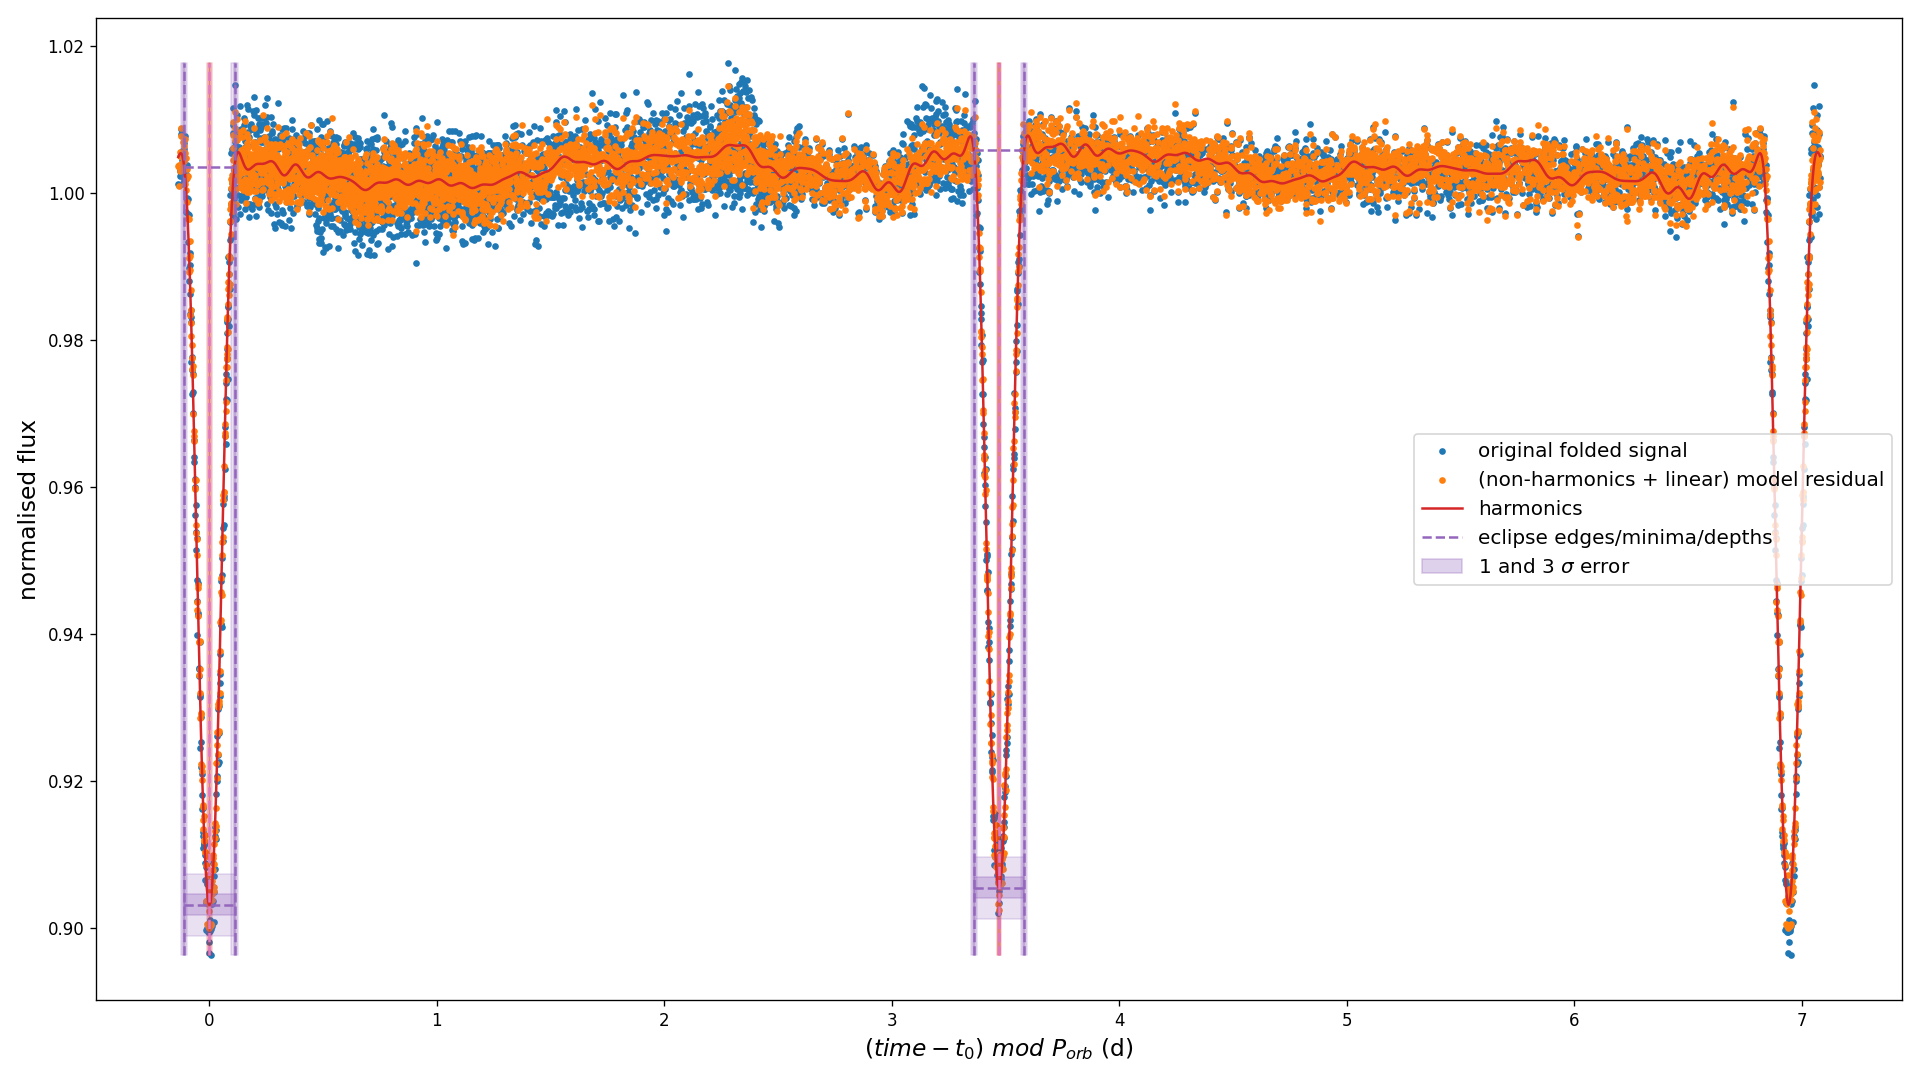 normalised flux
1.02
1.00
0.98
0.96
0.94
0.92
0.90
original folded signal
(non-harmonics + linear) model residual
harmonics
eclipse edges/minima/depths
1 and 3 σ error
0 1 2 3 4 5 6 7
(time − t₀) mod P_orb (d)